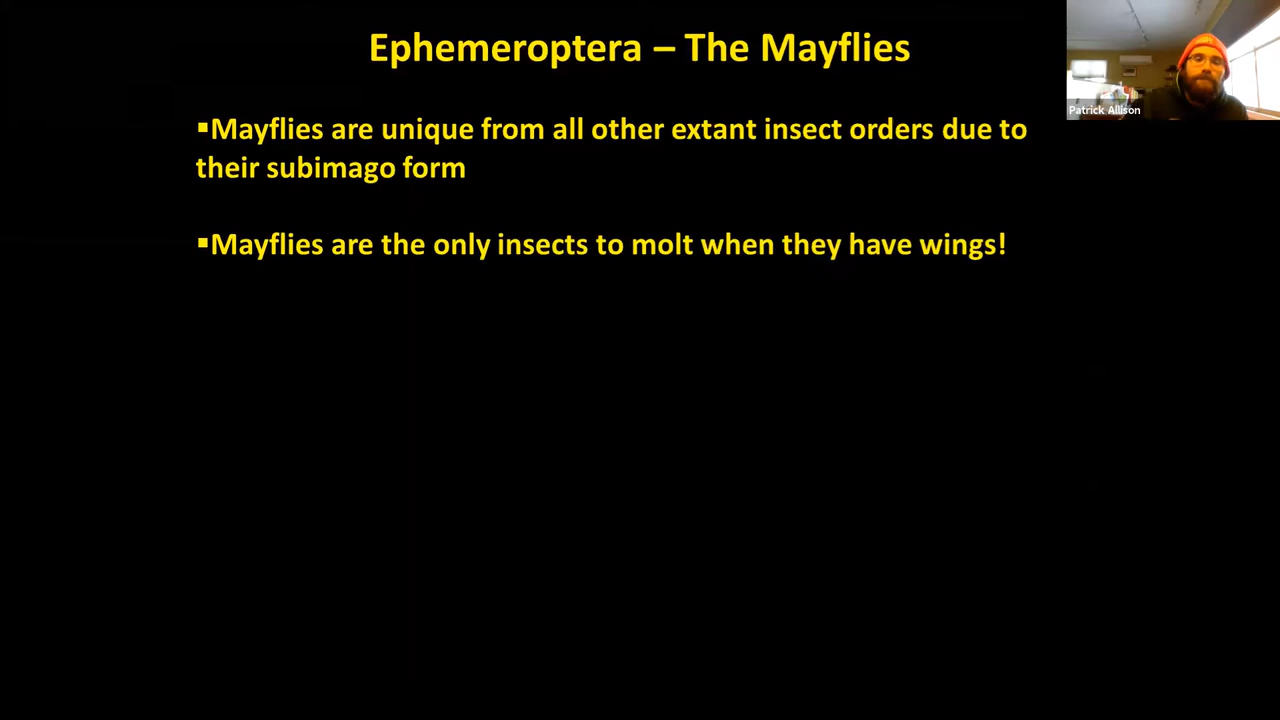 Ephemeroptera – The Mayflies
Patrick Allison
▪Mayflies are unique from all other extant insect orders due to
their subimago form
▪Mayflies are the only insects to molt when they have wings!